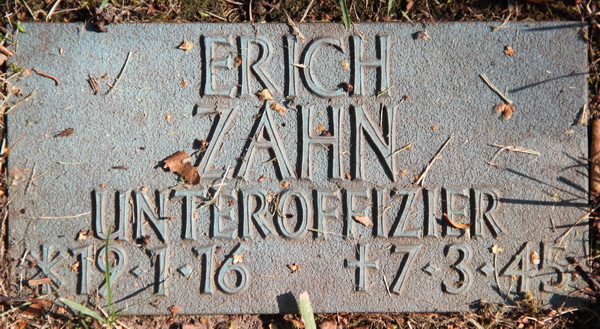 ERICH
ZAHN
UNTEROFFIZIER
*19·1·16 †7·3·45